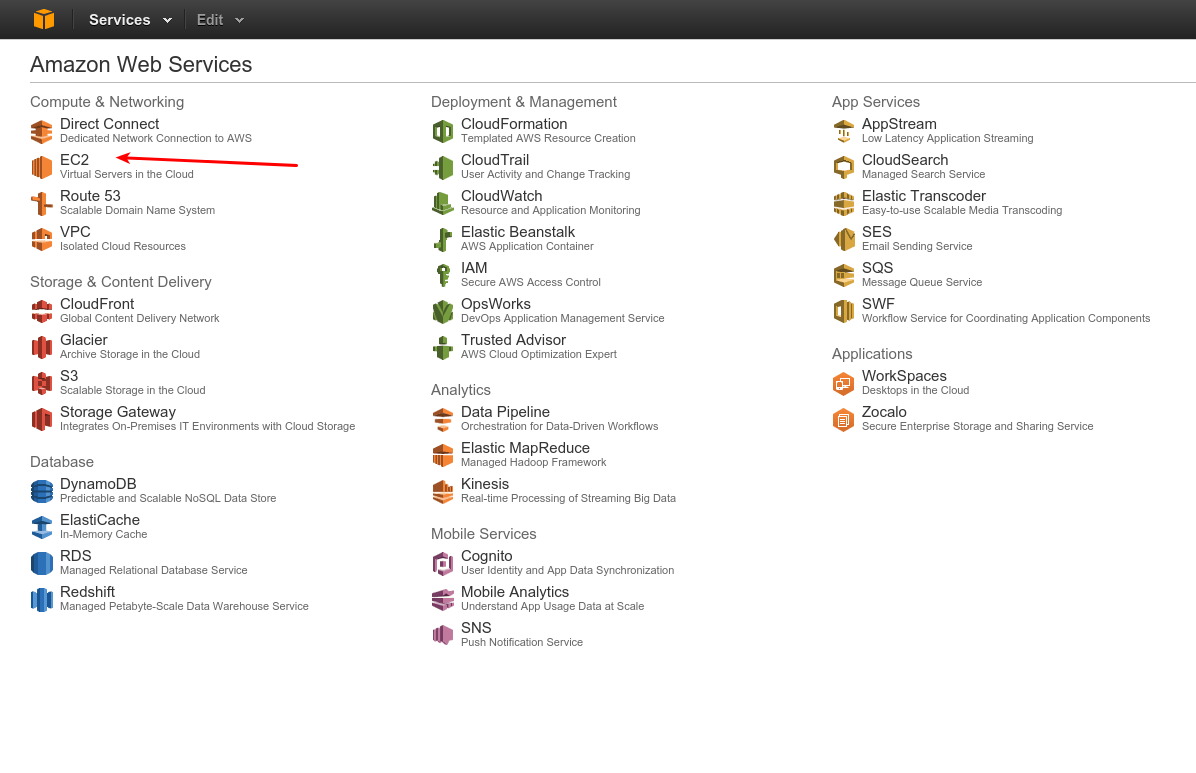 Services Edit
Amazon Web Services
Compute & Networking
Direct Connect
Dedicated Network Connection to AWS
EC2
Virtual Servers in the Cloud
Route 53
Scalable Domain Name System
VPC
Isolated Cloud Resources
Storage & Content Delivery
CloudFront
Global Content Delivery Network
Glacier
Archive Storage in the Cloud
S3
Scalable Storage in the Cloud
Storage Gateway
Integrates On-Premises IT Environments with Cloud Storage
Database
DynamoDB
Predictable and Scalable NoSQL Data Store
ElastiCache
In-Memory Cache
RDS
Managed Relational Database Service
Redshift
Managed Petabyte-Scale Data Warehouse Service
Deployment & Management
CloudFormation
Templated AWS Resource Creation
CloudTrail
User Activity and Change Tracking
CloudWatch
Resource and Application Monitoring
Elastic Beanstalk
AWS Application Container
IAM
Secure AWS Access Control
OpsWorks
DevOps Application Management Service
Trusted Advisor
AWS Cloud Optimization Expert
Analytics
Data Pipeline
Orchestration for Data-Driven Workflows
Elastic MapReduce
Managed Hadoop Framework
Kinesis
Real-time Processing of Streaming Big Data
Mobile Services
Cognito
User Identity and App Data Synchronization
Mobile Analytics
Understand App Usage Data at Scale
SNS
Push Notification Service
App Services
AppStream
Low Latency Application Streaming
CloudSearch
Managed Search Service
Elastic Transcoder
Easy-to-use Scalable Media Transcoding
SES
Email Sending Service
SQS
Message Queue Service
SWF
Workflow Service for Coordinating Application Components
Applications
WorkSpaces
Desktops in the Cloud
Zocalo
Secure Enterprise Storage and Sharing Service